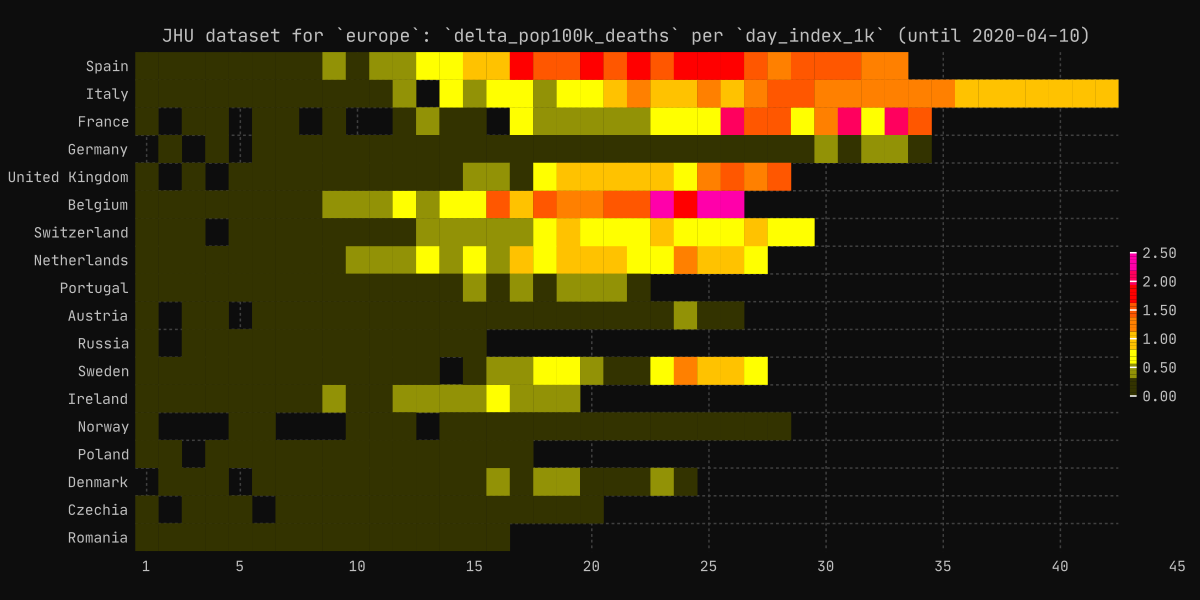 JHU dataset for `europe`: `delta_pop100k_deaths` per `day_index_1k` (until 2020-04-10)
Spain
Italy
France
Germany
United Kingdom
Belgium
Switzerland
Netherlands
Portugal
Austria
Russia
Sweden
Ireland
Norway
Poland
Denmark
Czechia
Romania
2.50
2.00
1.50
1.00
0.50
0.00
1 5 10 15 20 25 30 35 40 45